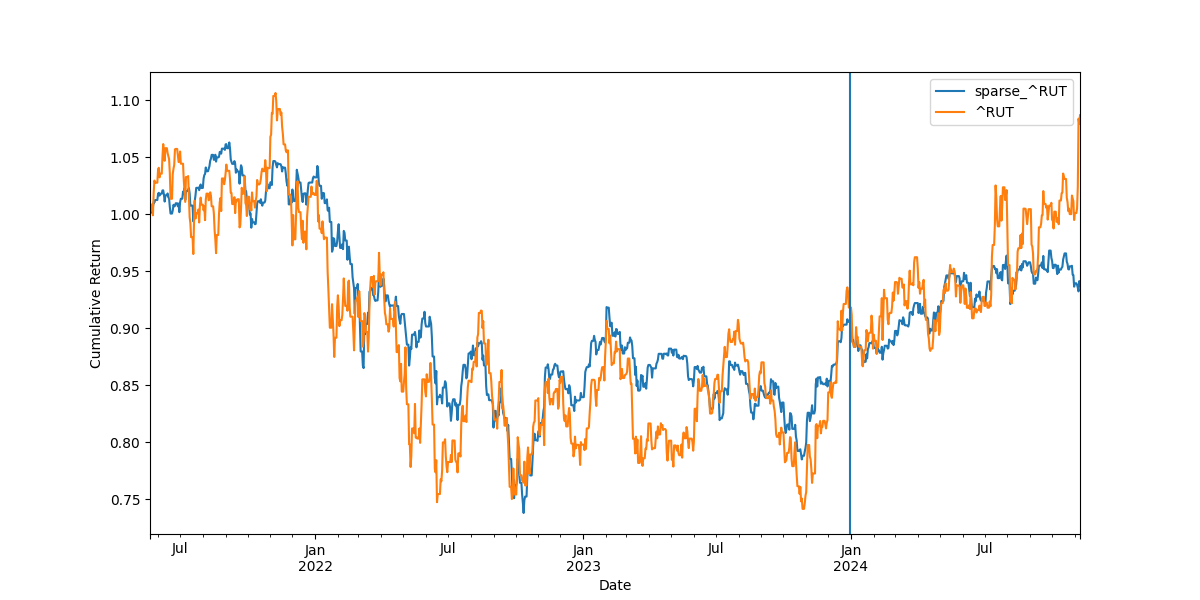 sparse_^RUT
^RUT
Cumulative Return
1.10
1.05
1.00
0.95
0.90
0.85
0.80
0.75
Jul
Jan
2022
Jul
Jan
2023
Jul
Jan
2024
Jul
Date